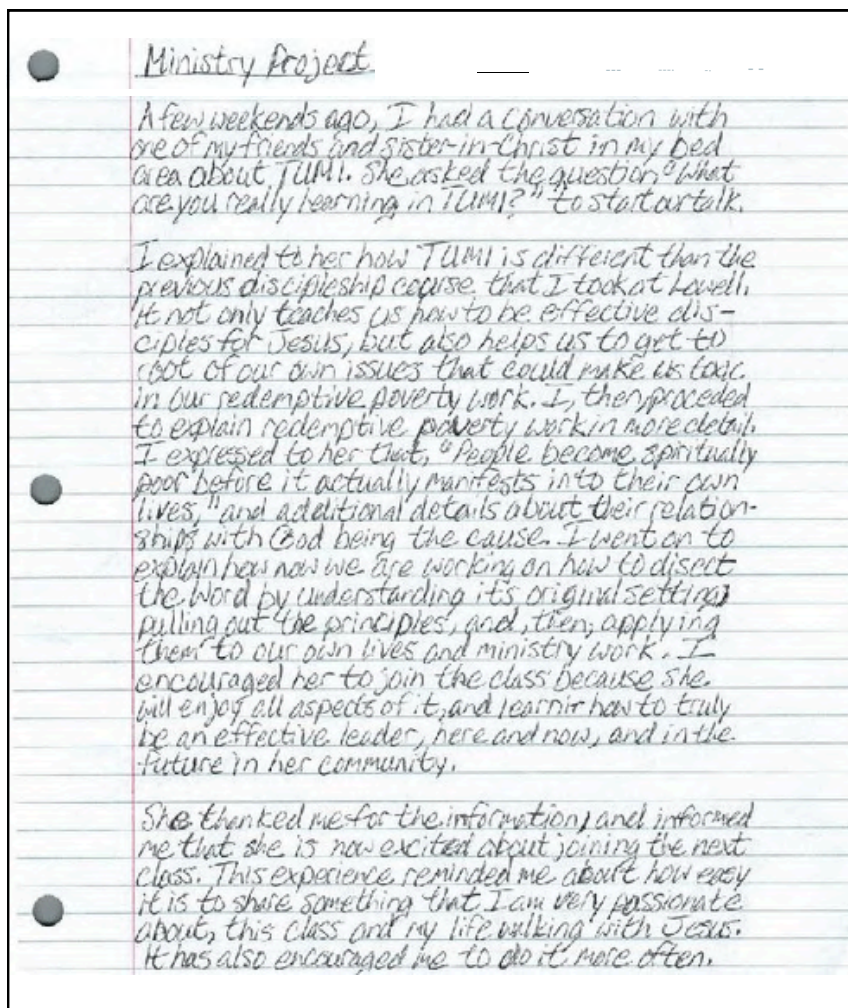 Ministry Project
A few weekends ago, I had a conversation with
one of my friends and sister-in-Christ in my bed
area about TUMI. She asked the question "What
are you really learning in TUMI?" to start our talk.
I explained to her how TUMI is different than the
previous discipleship course that I took at Lowell.
It not only teaches us how to be effective dis-
ciples for Jesus, but also helps us to get to
root of our own issues that could make us toxic
in our redemptive poverty work. I, then, proceded
to explain redemptive poverty work in more detail.
I expressed to her that, "People become spiritually
poor before it actually manifests into their own
lives," and additional details about their relation-
ships with God being the cause. I went on to
explain how now we are working on how to disect
the Word by understanding it's original setting,
pulling out the principles, and, then, applying
them to our own lives and ministry work. I
encouraged her to join the class because she
will enjoy all aspects of it, and how to truly
be an effective leader, here and now, and in the
future in her community.
She thanked me for the information, and informed
me that she is now excited about joining the next
class. This experience reminded me about how easy
it is to share something that I am very passionate
about, this class and my life walking with Jesus.
It has also encouraged me to do it more often.